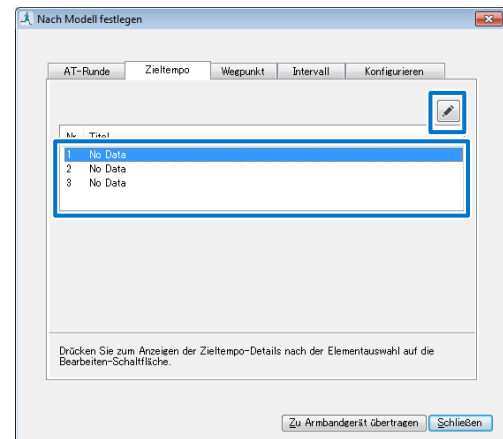 Nach Modell festlegen
AT-Runde Zieltempo Wegpunkt Intervall Konfigurieren
Nr. Titel
1 No Data
2 No Data
3 No Data
Drücken Sie zum Anzeigen der Zieltempo-Details nach der Elementauswahl auf die
Bearbeiten-Schaltfläche.
Zu Armbandgerät übertragen Schließen